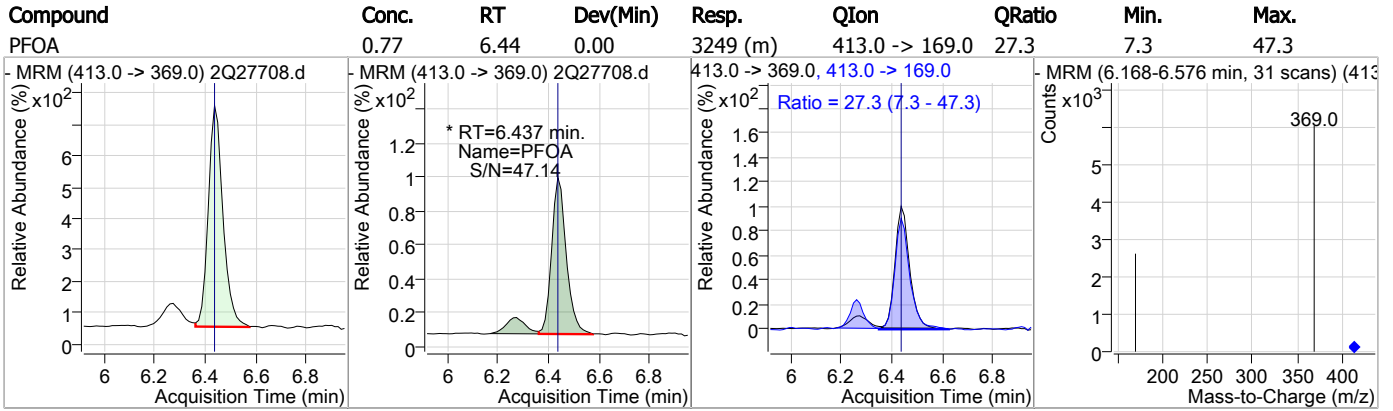 Compound Conc. RT Dev(Min) Resp. QIon QRatio Min. Max.
PFOA 0.77 6.44 0.00 3249 (m) 413.0 -> 169.0 27.3 7.3 47.3
- MRM (413.0 -> 369.0) 2Q27708.d
x10²
Relative Abundance (%)
6
5
4
3
2
1
0
6 6.2 6.4 6.6 6.8
Acquisition Time (min)
- MRM (413.0 -> 369.0) 2Q27708.d
x10²
Relative Abundance (%)
* RT=6.437 min.
Name=PFOA
S/N=47.14
1.2
1
0.8
0.6
0.4
0.2
0
6 6.2 6.4 6.6 6.8
Acquisition Time (min)
413.0 -> 369.0, 413.0 -> 169.0
x10²
Ratio = 27.3 (7.3 - 47.3)
Relative Abundance (%)
1.6
1.4
1.2
1
0.8
0.6
0.4
0.2
0
6 6.2 6.4 6.6 6.8
Acquisition Time (min)
- MRM (6.168-6.576 min, 31 scans) (413
x10³
Counts
369.0
5
4
3
2
1
0
200 250 300 350 400
Mass-to-Charge (m/z)